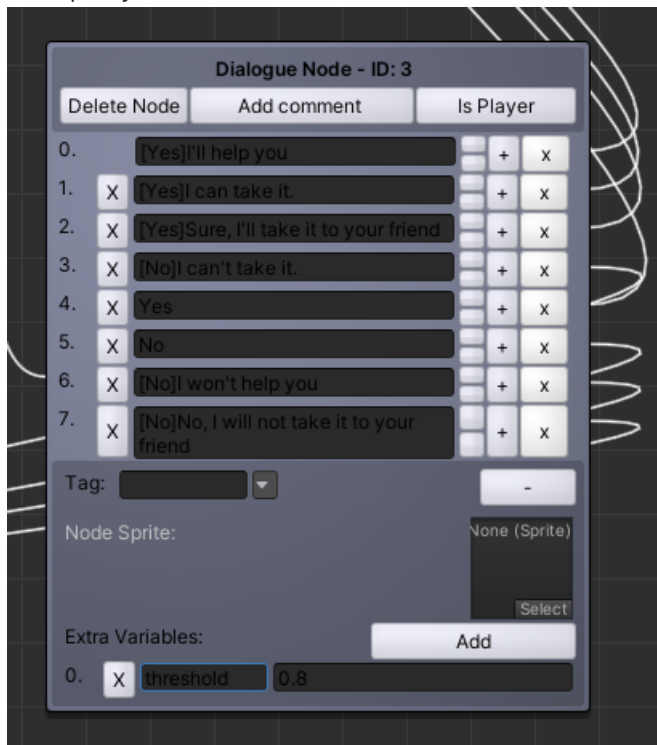 Dialogue Node - ID: 3
Delete Node Add comment Is Player
0. [Yes]I'll help you + x
1. X [Yes]I can take it. + x
2. X [Yes]Sure, I'll take it to your friend + x
3. X [No]I can't take it. + x
4. X Yes + x
5. X No + x
6. X [No]I won't help you + x
7. X [No]No, I will not take it to your
friend + x
Tag: -
Node Sprite: None (Sprite)
Select
Extra Variables: Add
0. X threshold 0.8